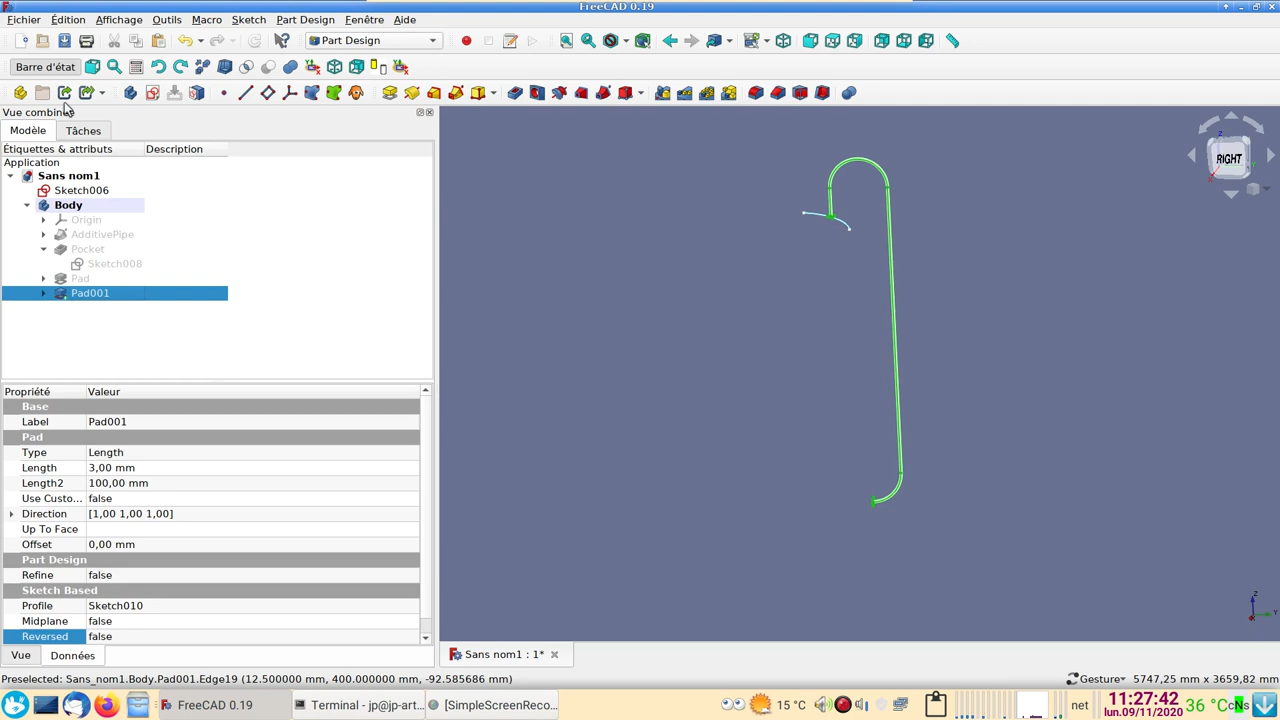 FreeCAD 0.19
Fichier Édition Affichage Outils Macro Sketch Part Design Fenêtre Aide
Part Design
Barre d'état
Vue combin
Modèle Tâches
Étiquettes & attributs Description
Application
Sans nom1
Sketch006
Body
Origin
AdditivePipe
Pocket
Sketch008
Pad
Pad001
RIGHT
Propriété Valeur
Base
Label Pad001
Pad
Type Length
Length 3,00 mm
Length2 100,00 mm
Use Custo... false
Direction [1,00 1,00 1,00]
Up To Face
Offset 0,00 mm
Part Design
Refine false
Sketch Based
Profile Sketch010
Midplane false
Reversed false
Vue Données
Sans nom1 : 1*
Preselected: Sans_nom1.Body.Pad001.Edge19 (12.500000 mm, 400.000000 mm, -92.585686 mm)
Gesture 5747,25 mm x 3659,82 mm
FreeCAD 0.19 Terminal - jp@jp-art... [SimpleScreenReco...
15 °C
net
11:27:42
lun.09/11/2020
36 °C